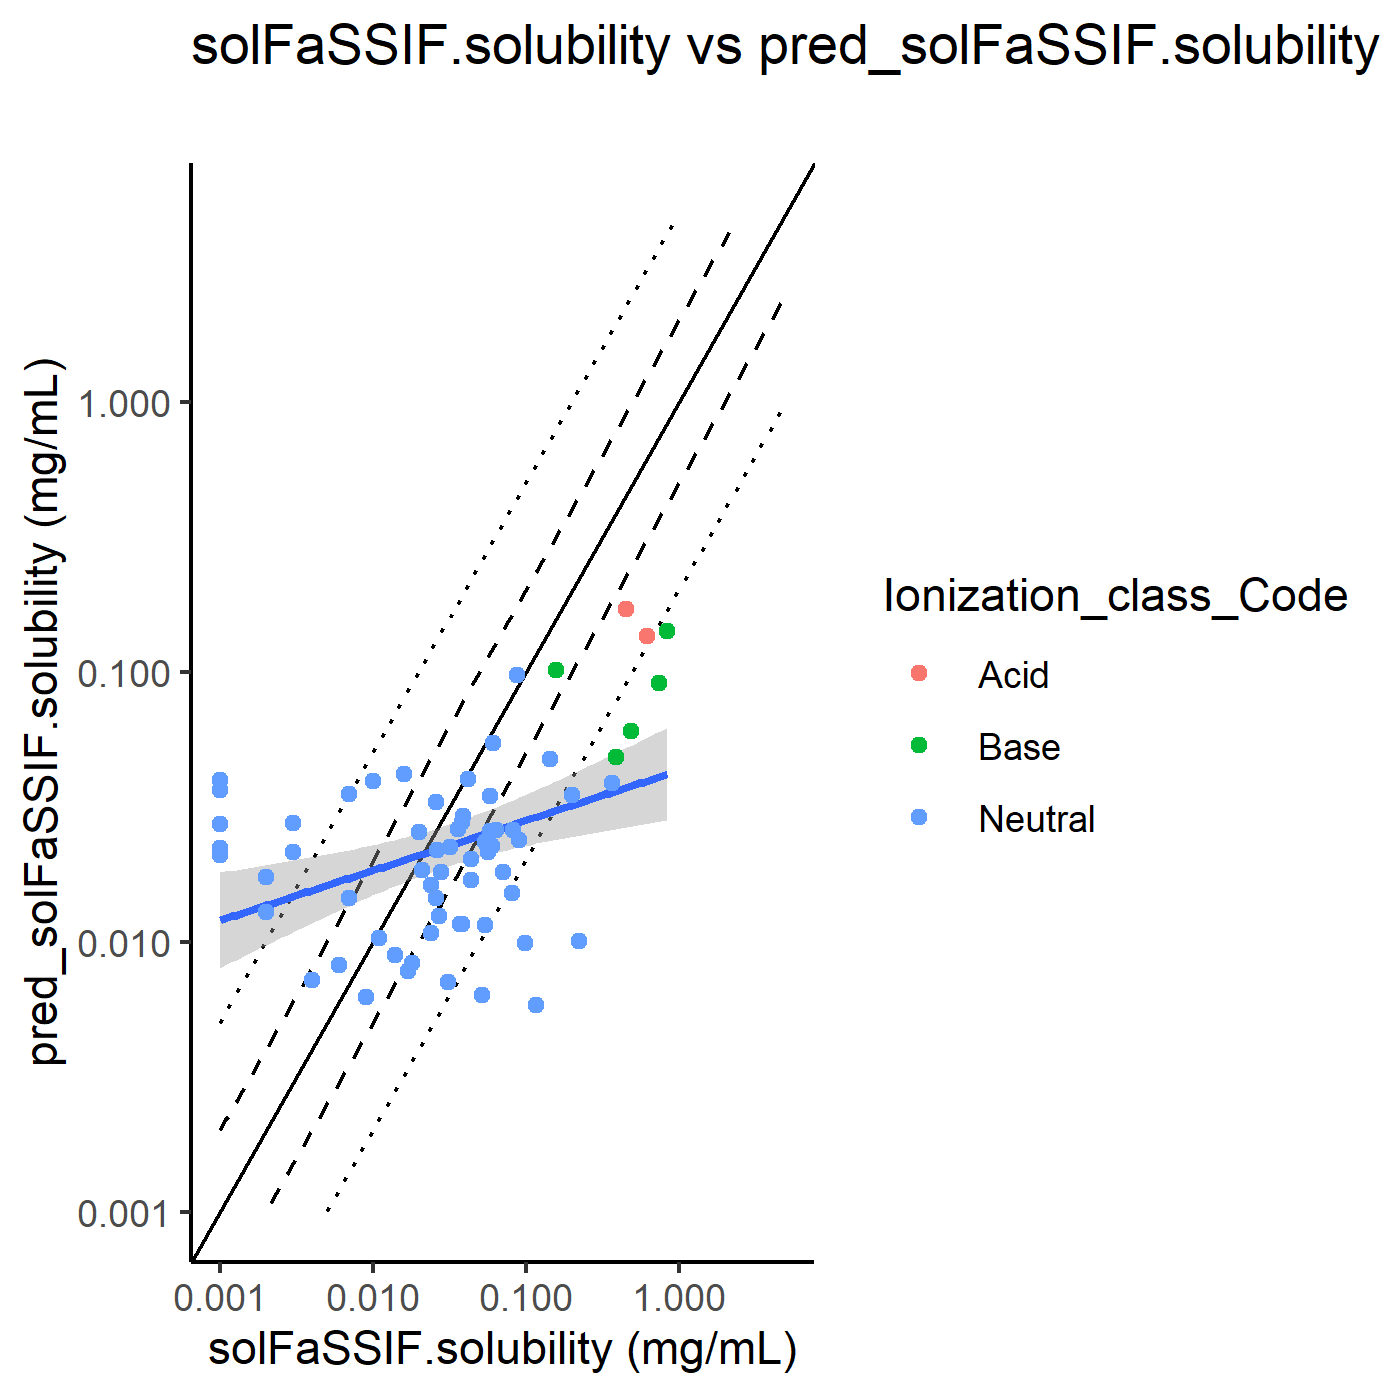 solFaSSIF.solubility vs pred_solFaSSIF.solubility
pred_solFaSSIF.solubility (mg/mL)
1.000
0.100
0.010
0.001
0.001 0.010 0.100 1.000
solFaSSIF.solubility (mg/mL)
Ionization_class_Code
Acid
Base
Neutral